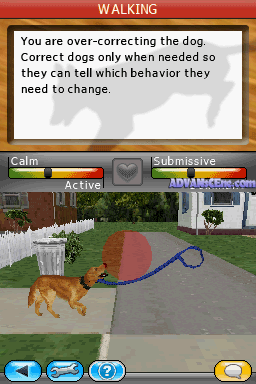 WALKING
You are over-correcting the dog.
Correct dogs only when needed so
they can tell which behavior they
need to change.
Calm
Submissive
Active
ADVANSCENE.com
?